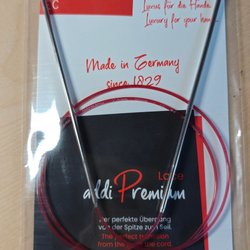 C
Luxus für die Hände
Luxury for your hands
Made in Germany
since 1829
Lace
addi Premium
Der perfekte Übergang
von der Spitze zum Seil.
The perfect transition
from the to the cord.